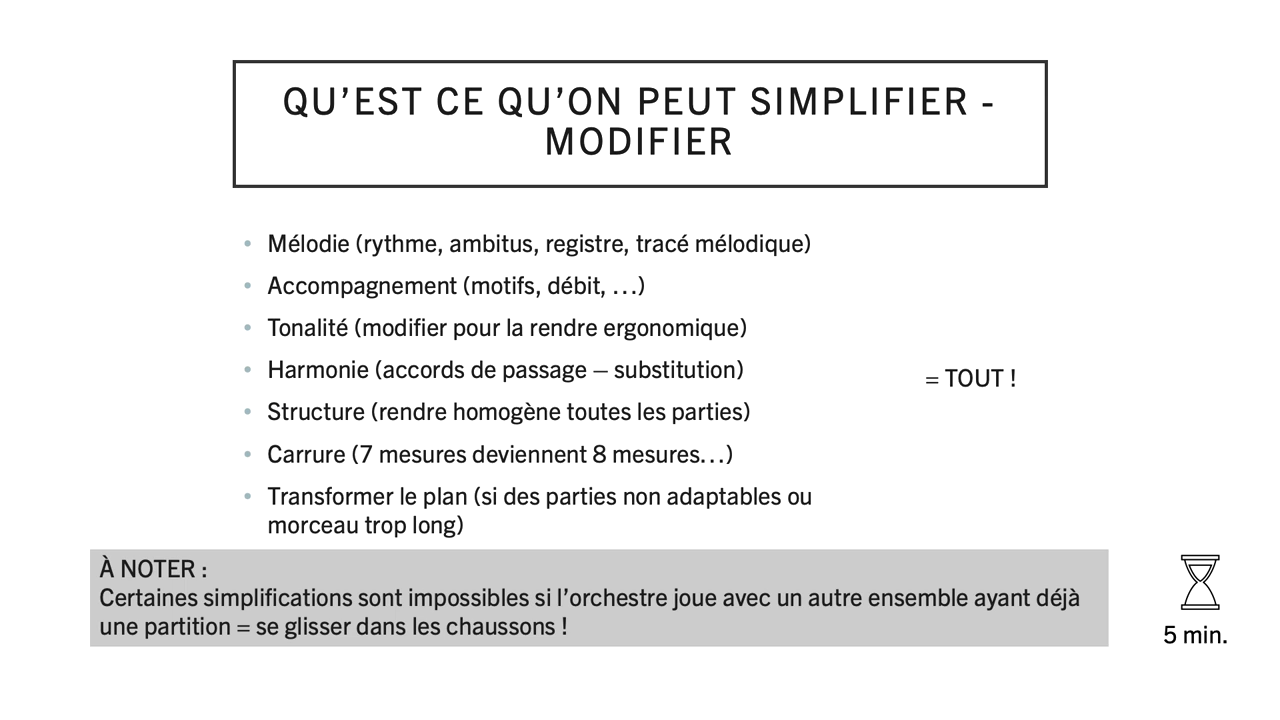 QU’EST CE QU’ON PEUT SIMPLIFIER -
MODIFIER
• Mélodie (rythme, ambitus, registre, tracé mélodique)
• Accompagnement (motifs, débit, …)
• Tonalité (modifier pour la rendre ergonomique)
• Harmonie (accords de passage – substitution)
• Structure (rendre homogène toutes les parties)
• Carrure (7 mesures deviennent 8 mesures…)
• Transformer le plan (si des parties non adaptables ou
morceau trop long)
= TOUT !
À NOTER :
Certaines simplifications sont impossibles si l’orchestre joue avec un autre ensemble ayant déjà
une partition = se glisser dans les chaussons !
5 min.